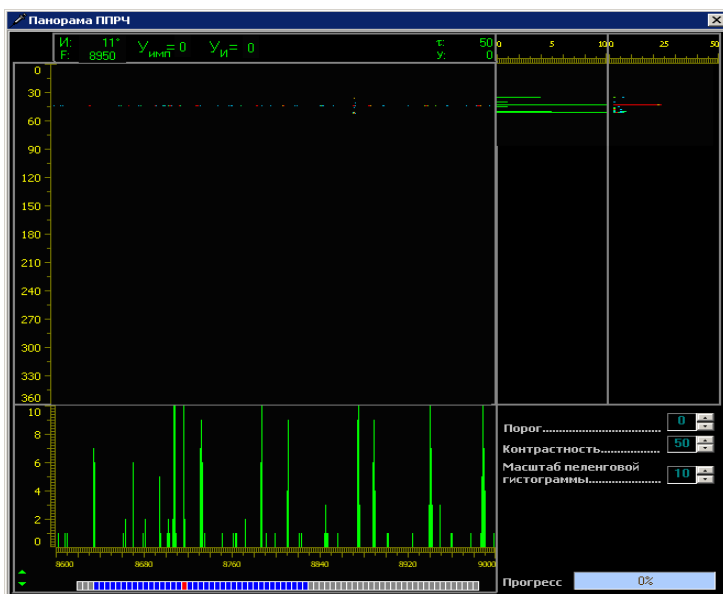 Панорама ППРЧ
И: 11° Уимп= 0 УИ= 0 τ: 50
F: 8950 У: 0
0 5 10 0 25 50
0
30
60
90
120
150
180
210
240
270
300
330
360
10
8
6
4
2
0
8600 8680 8760 8840 8920 9000
Порог 0
Контрастность 50
Масштаб пеленговой
гистограммы 10
Прогресс 0%